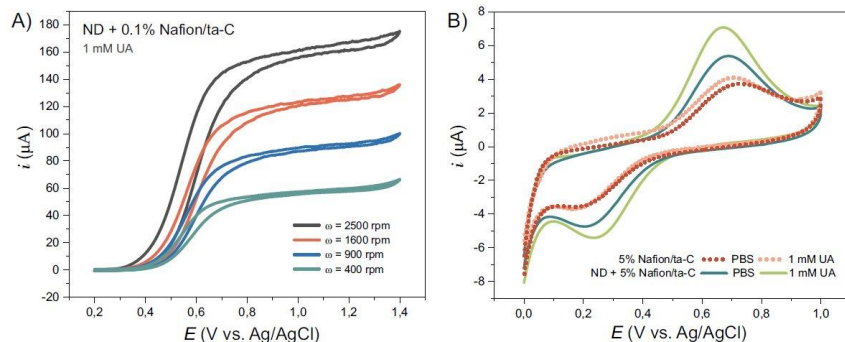 A)
ND + 0.1% Nafion/ta-C
1 mM UA
180
160
140
120
100
80
60
40
20
0
-20
i (µA)
ω = 2500 rpm
ω = 1600 rpm
ω = 900 rpm
ω = 400 rpm
0,2 0,4 0,6 0,8 1,0 1,2 1,4
E (V vs. Ag/AgCl)
B)
8
6
4
2
0
-2
-4
-6
-8
i (µA)
5% Nafion/ta-C PBS 1 mM UA
ND + 5% Nafion/ta-C PBS 1 mM UA
0,0 0,2 0,4 0,6 0,8 1,0
E (V vs. Ag/AgCl)